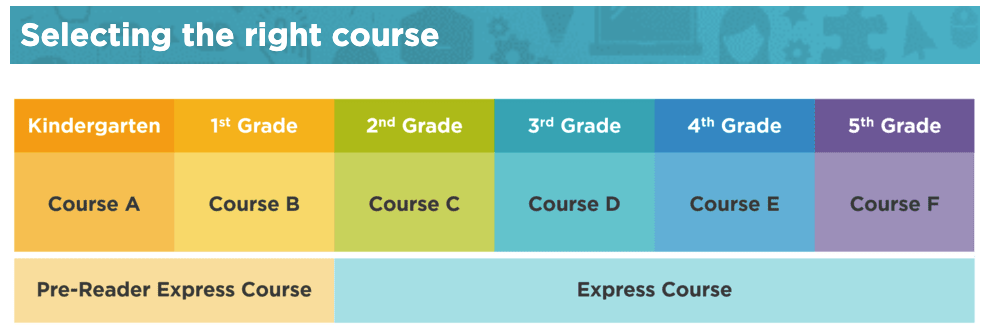 Selecting the right course
Kindergarten 1st Grade 2nd Grade 3rd Grade 4th Grade 5th Grade
Course A Course B Course C Course D Course E Course F
Pre-Reader Express Course Express Course